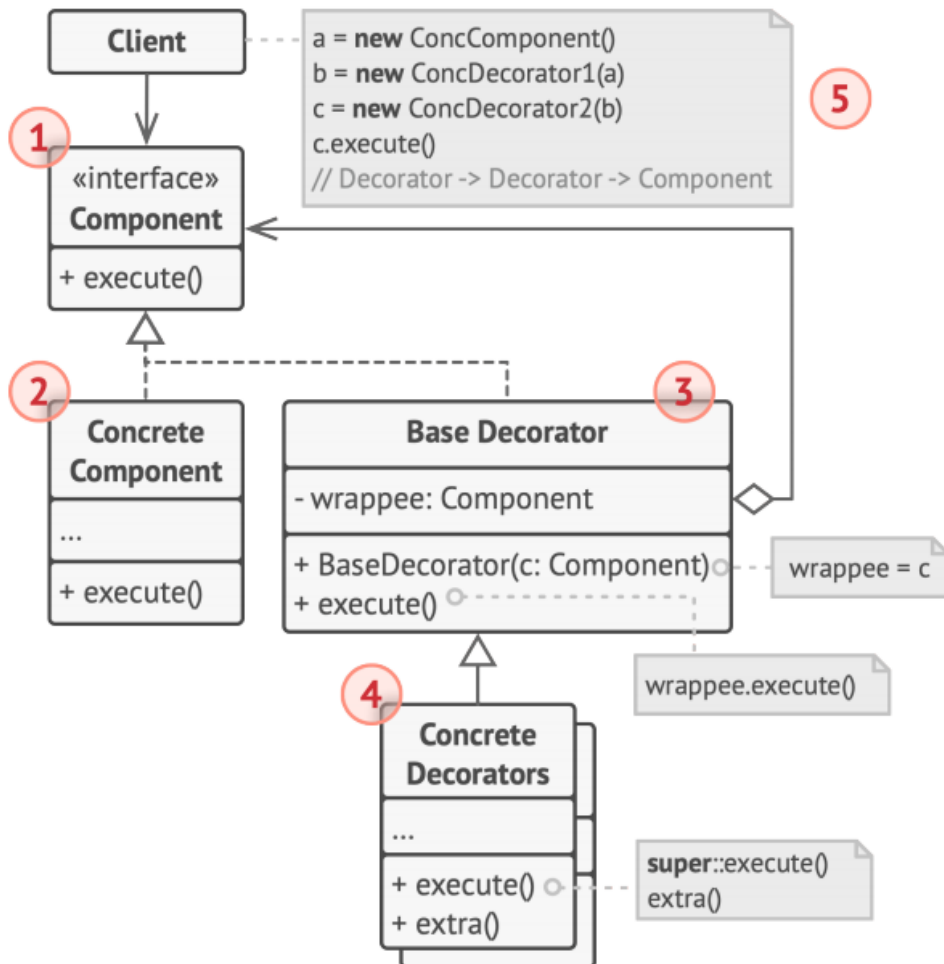 Client
a = new ConcComponent()
b = new ConcDecorator1(a)
c = new ConcDecorator2(b)
c.execute()
// Decorator -> Decorator -> Component
5
1
«interface»
Component
+ execute()
2
Concrete
Component
...
+ execute()
3
Base Decorator
- wrappee: Component
+ BaseDecorator(c: Component)
+ execute()
wrappee = c
wrappee.execute()
4
Concrete
Decorators
...
+ execute()
+ extra()
super::execute()
extra()